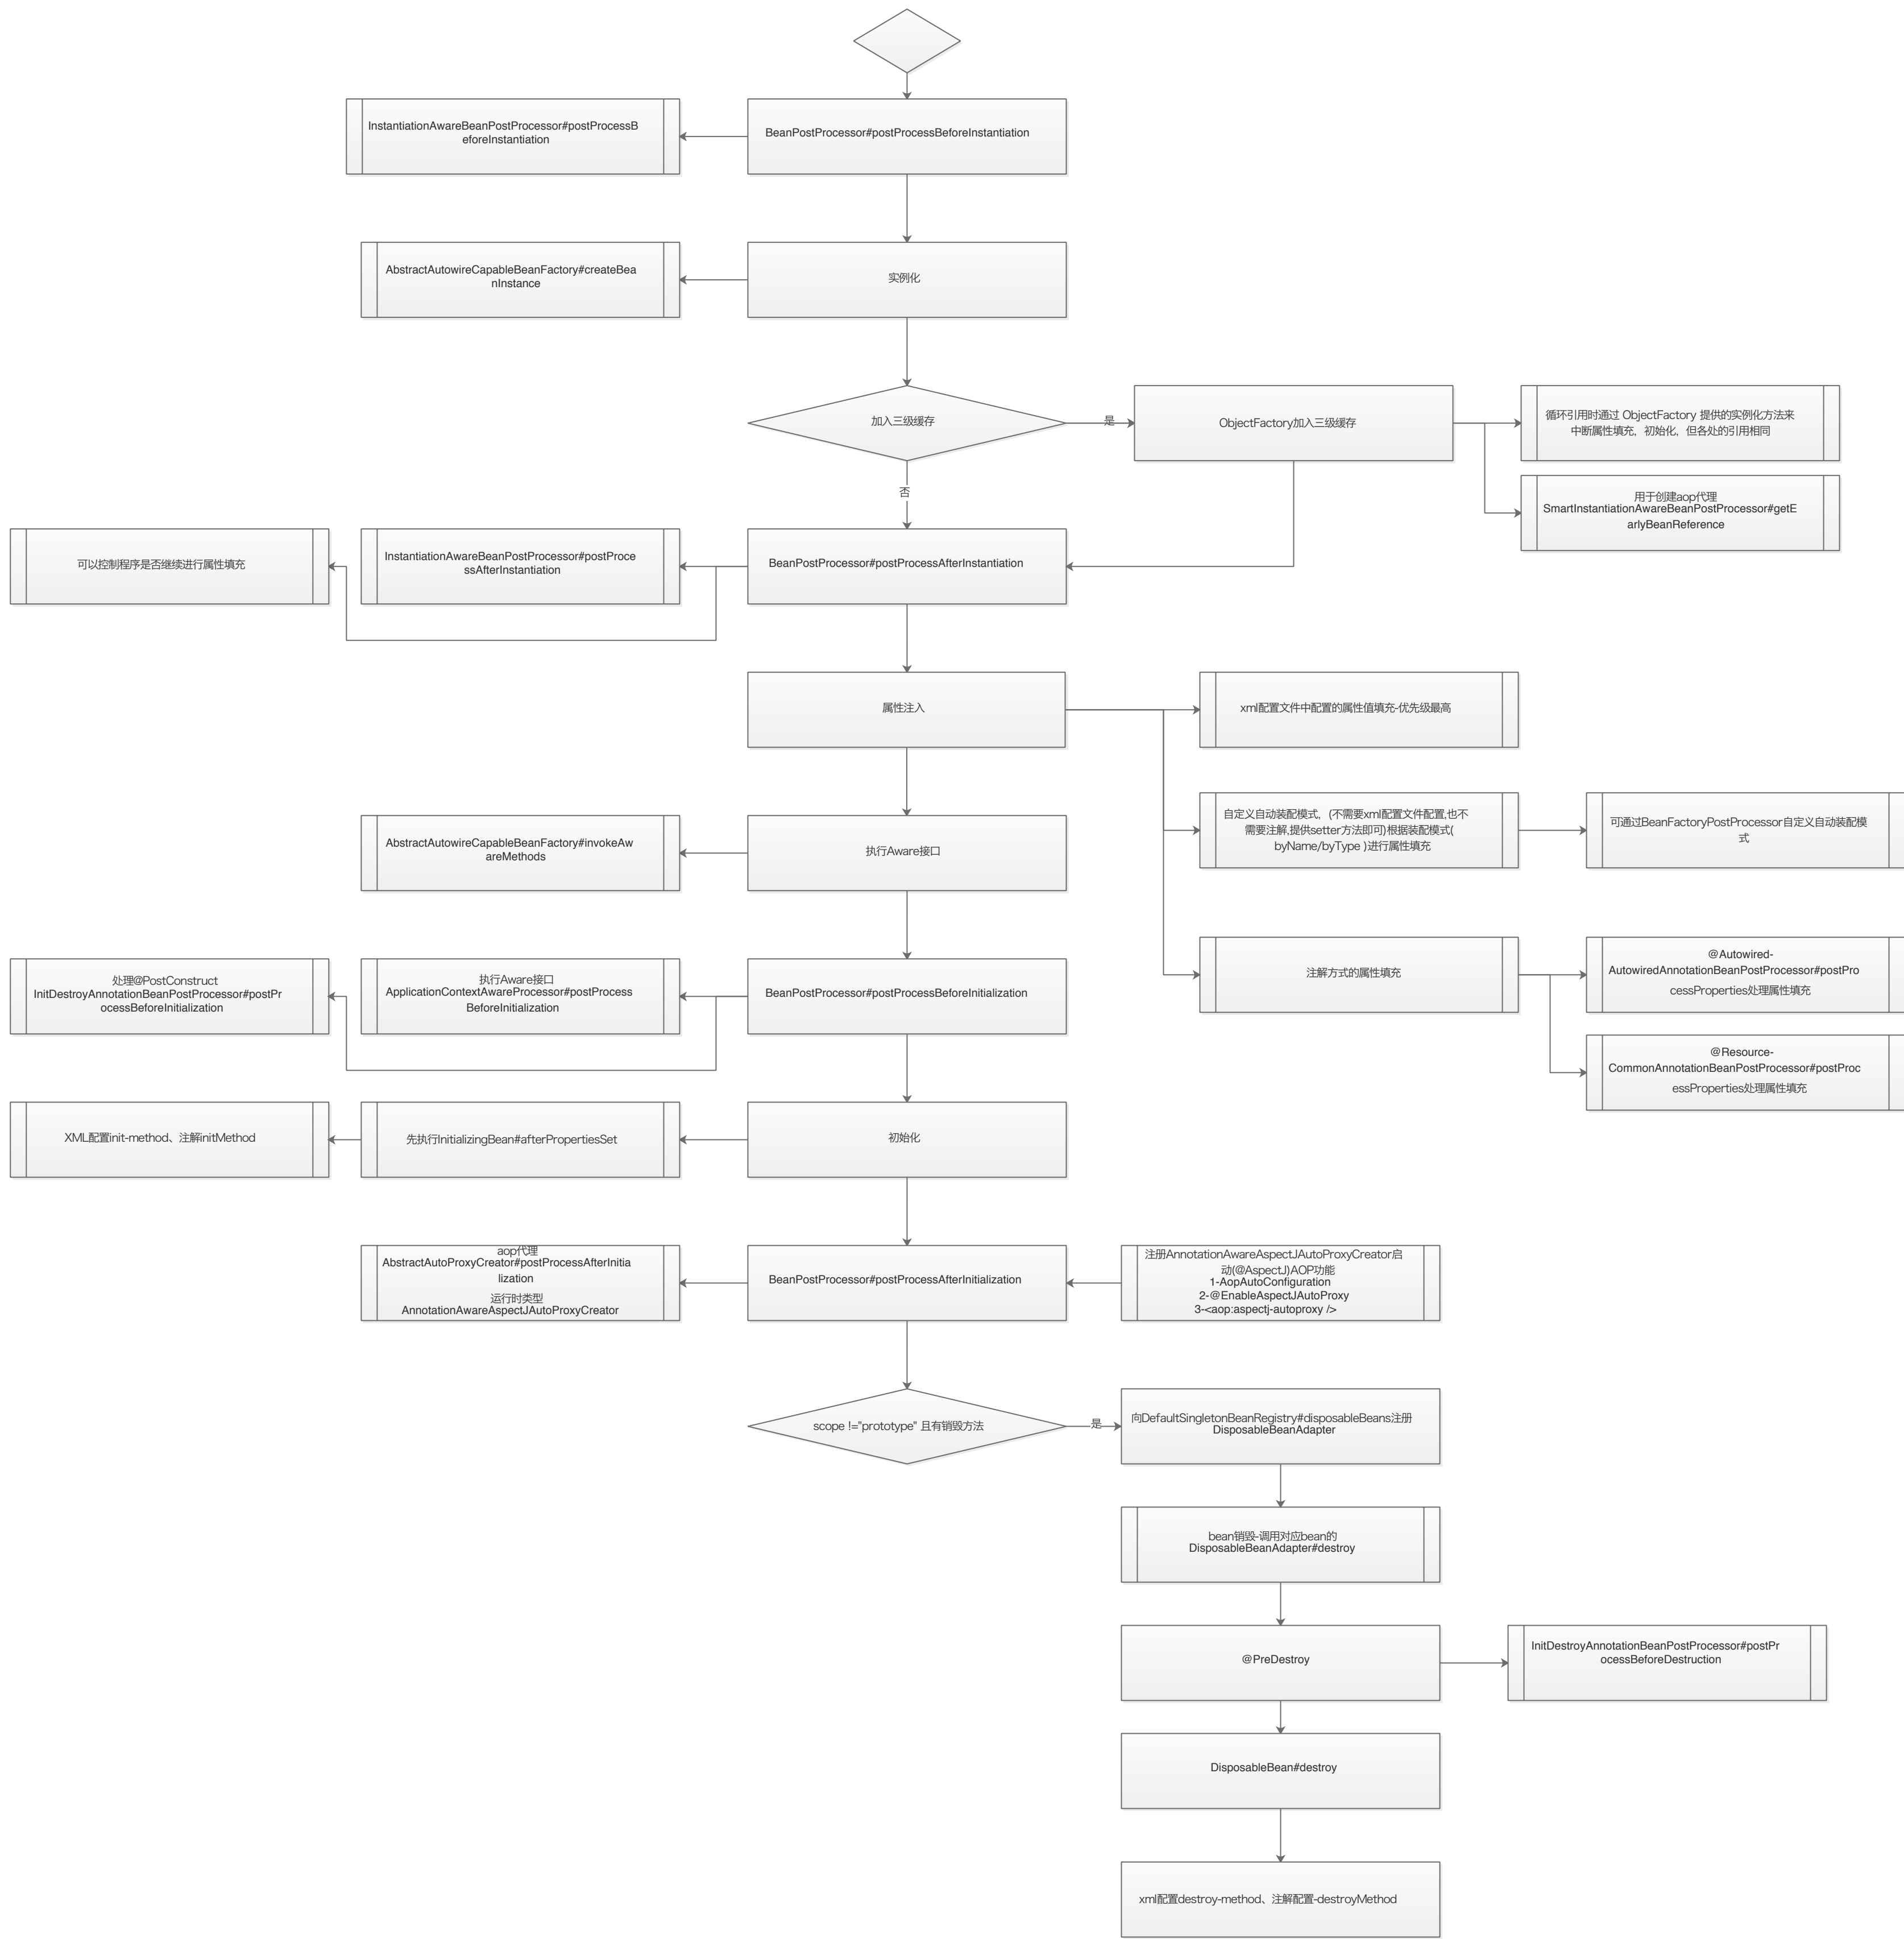 InstantiationAwareBeanPostProcessor#postProcessB
eforeInstantiation
BeanPostProcessor#postProcessBeforeInstantiation
AbstractAutowireCapableBeanFactory#createBea
nInstance
实例化
加入三级缓存
是
ObjectFactory加入三级缓存
循环引用时通过 ObjectFactory 提供的实例化方法来
中断属性填充，初始化，但各处的引用相同
用于创建aop代理
SmartInstantiationAwareBeanPostProcessor#getE
arlyBeanReference
否
可以控制程序是否继续进行属性填充
InstantiationAwareBeanPostProcessor#postProce
ssAfterInstantiation
BeanPostProcessor#postProcessAfterInstantiation
属性注入
xml配置文件中配置的属性值填充-优先级最高
自定义自动装配模式，(不需要xml配置文件配置,也不
需要注解,提供setter方法即可)根据装配模式(
byName/byType )进行属性填充
可通过BeanFactoryPostProcessor自定义自动装配模
式
AbstractAutowireCapableBeanFactory#invokeAw
areMethods
执行Aware接口
注解方式的属性填充
@Autowired-
AutowiredAnnotationBeanPostProcessor#postPro
cessProperties处理属性填充
@Resource-
CommonAnnotationBeanPostProcessor#postProc
essProperties处理属性填充
处理@PostConstruct
InitDestroyAnnotationBeanPostProcessor#postPr
ocessBeforeInitialization
执行Aware接口
ApplicationContextAwareProcessor#postProcess
BeforeInitialization
BeanPostProcessor#postProcessBeforeInitialization
XML配置init-method、注解initMethod
先执行InitializingBean#afterPropertiesSet
初始化
aop代理
AbstractAutoProxyCreator#postProcessAfterInitia
lization
运行时类型
AnnotationAwareAspectJAutoProxyCreator
BeanPostProcessor#postProcessAfterInitialization
注册AnnotationAwareAspectJAutoProxyCreator启
动(@AspectJ)AOP功能
1-AopAutoConfiguration
2-@EnableAspectJAutoProxy
3-<aop:aspectj-autoproxy />
scope !="prototype" 且有销毁方法
是
向DefaultSingletonBeanRegistry#disposableBeans注册
DisposableBeanAdapter
bean销毁-调用对应bean的
DisposableBeanAdapter#destroy
@PreDestroy
InitDestroyAnnotationBeanPostProcessor#postPr
ocessBeforeDestruction
DisposableBean#destroy
xml配置destroy-method、注解配置-destroyMethod